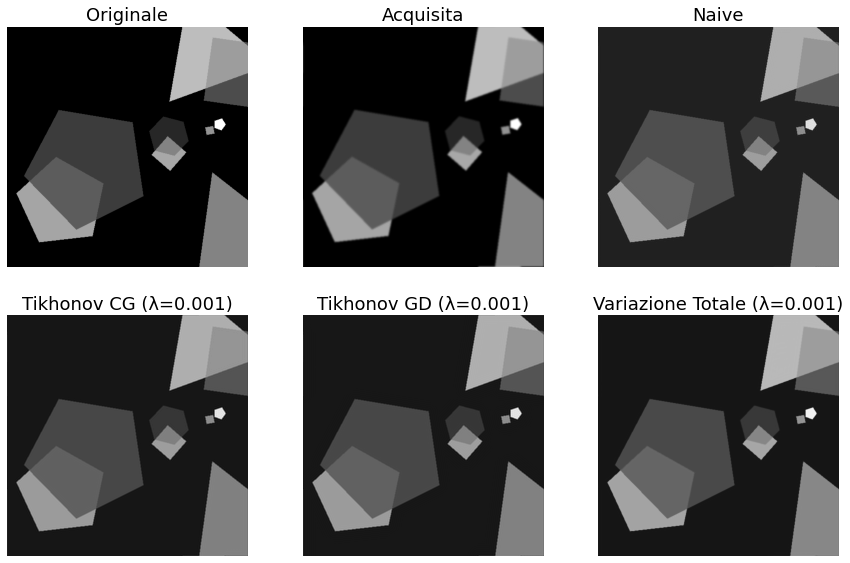 Originale
Acquisita
Naive
Tikhonov CG (λ=0.001)
Tikhonov GD (λ=0.001)
Variazione Totale (λ=0.001)